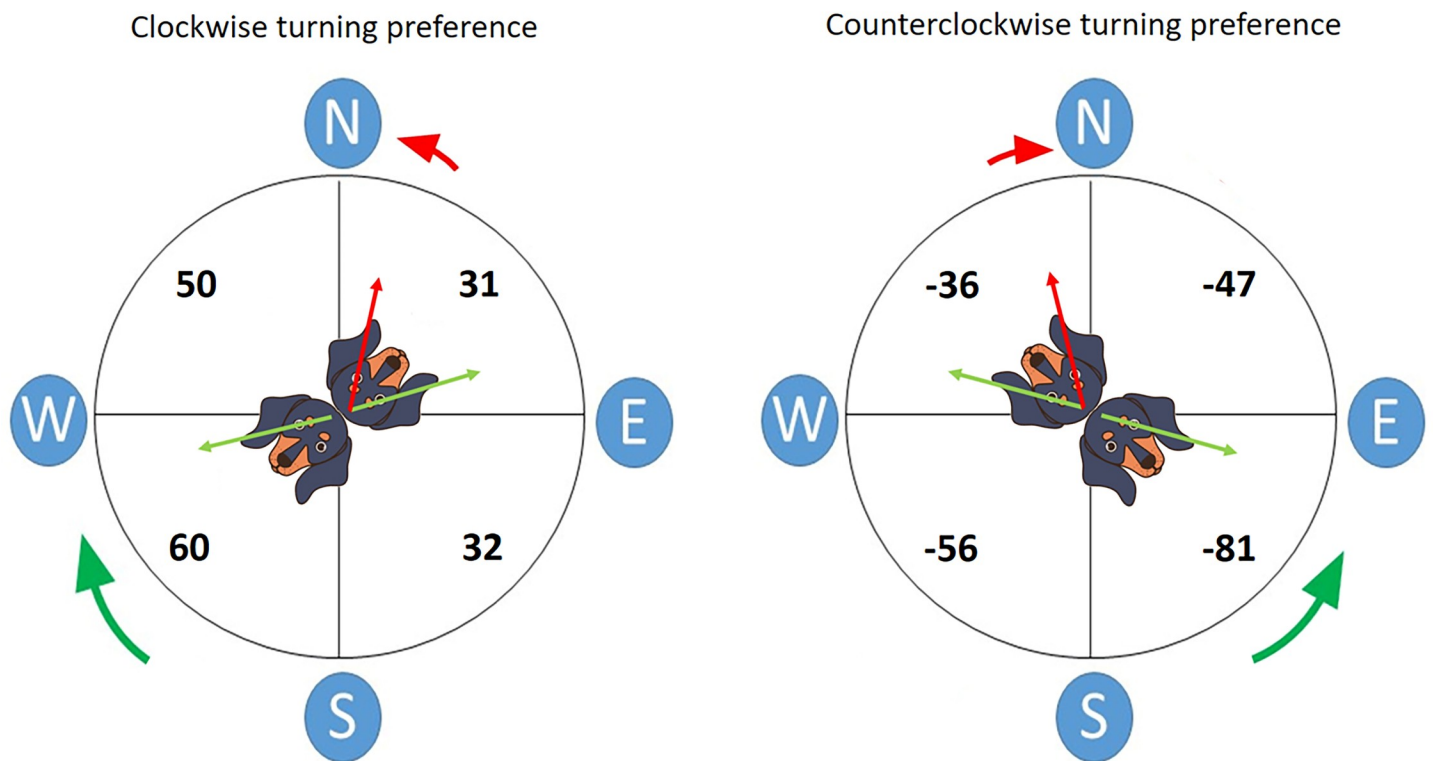 Clockwise turning preference
Counterclockwise turning preference
N
N
50
31
-36
-47
W
E
W
E
60
32
-56
-81
S
S